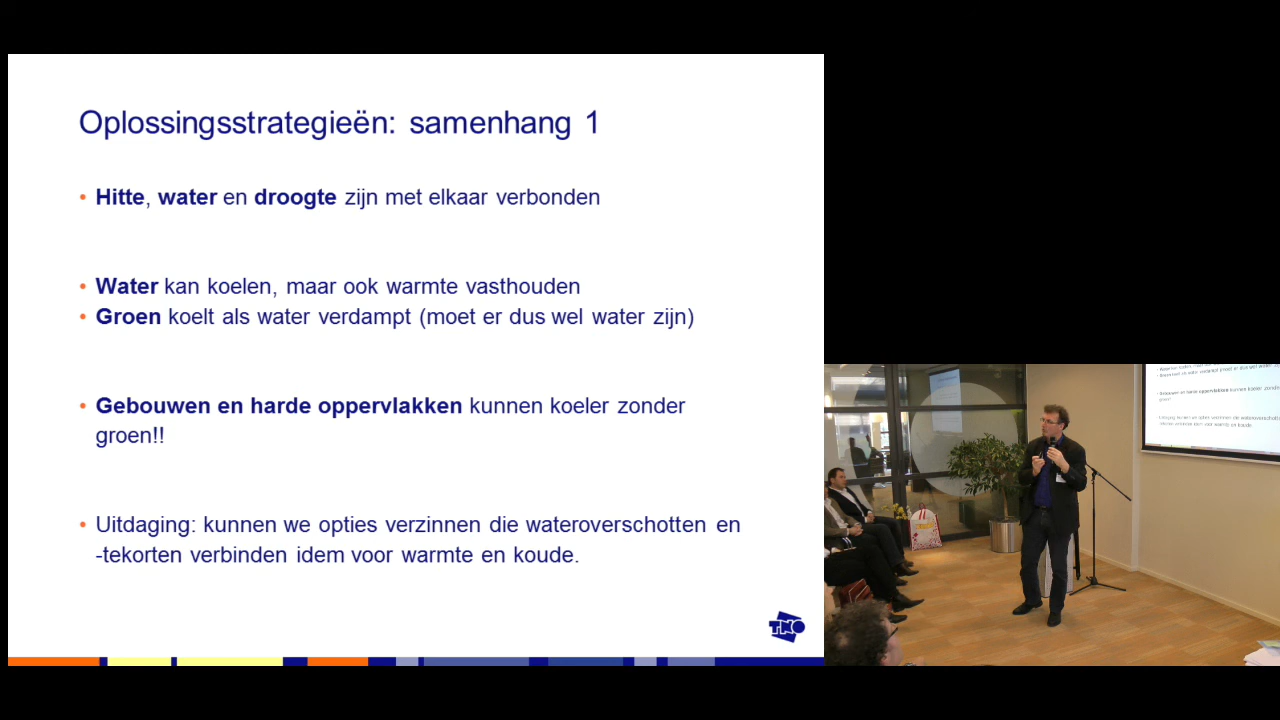 Oplossingsstrategieën: samenhang 1
• Hitte, water en droogte zijn met elkaar verbonden
• Water kan koelen, maar ook warmte vasthouden
• Groen koelt als water verdampt (moet er dus wel water zijn)
• Gebouwen en harde oppervlakken kunnen koeler zonder
groen!!
• Uitdaging: kunnen we opties verzinnen die wateroverschotten en
-tekorten verbinden idem voor warmte en koude.
TNO